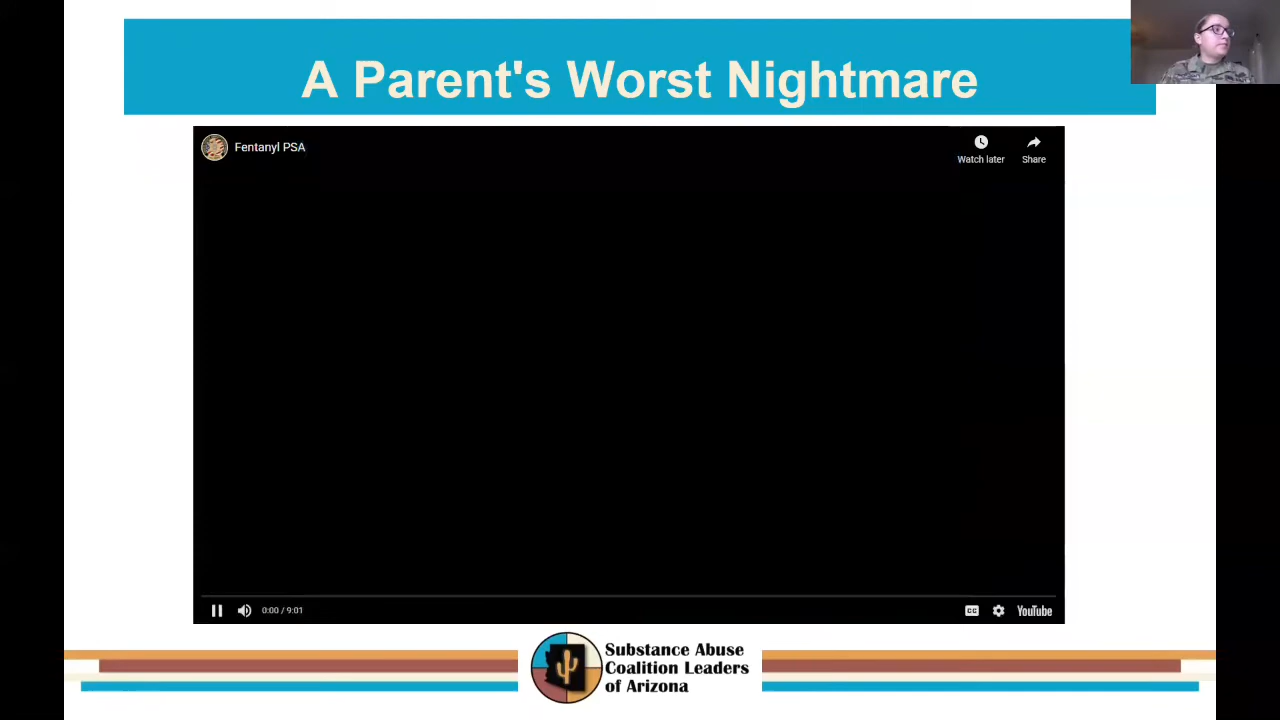 A Parent's Worst Nightmare
Fentanyl PSA
Watch later
Share
0:00 / 9:01
CC
YouTube
Substance Abuse
Coalition Leaders
of Arizona